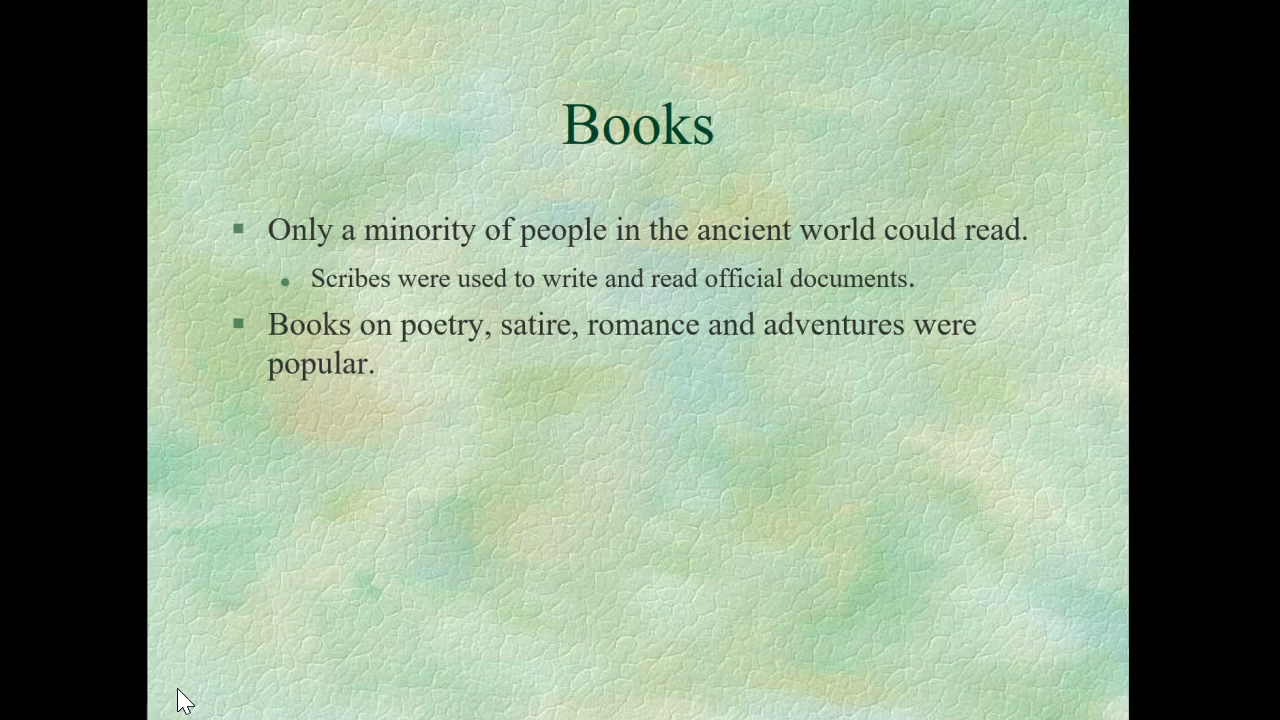 Books
Only a minority of people in the ancient world could read.
Scribes were used to write and read official documents.
Books on poetry, satire, romance and adventures were
popular.